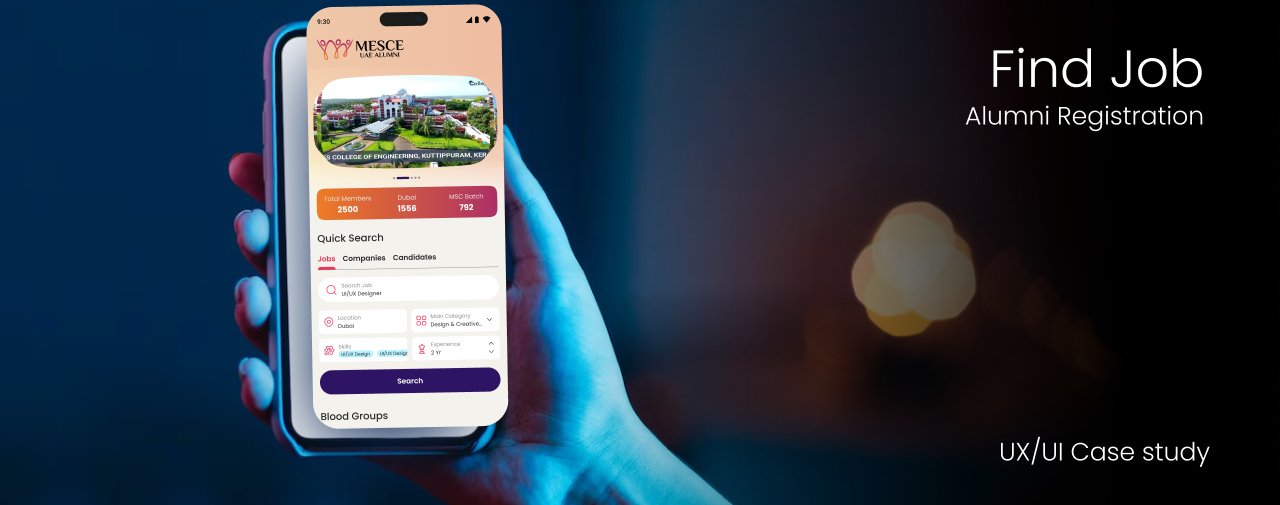 9:30
MESCE
UAE ALUMNI
S COLLEGE OF ENGINEERING, KUTTIPPURAM, KER
Total Members
2500
Dubai
1556
MSC Batch
792
Quick Search
Jobs Companies Candidates
Search Job
UI/UX Designer
Location
Dubai
Main Category
Design & Creative..
Skills
UI/UX Design UI/UX Desigr
Experience
2 Yr
Search
Blood Groups
Find Job
Alumni Registration
UX/UI Case study